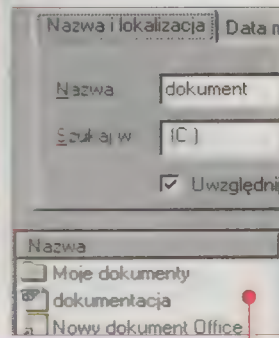 Nazwa i lokalizacja Data
Nazwa dokument
Szukaj w (C:)
Uwzględni
Nazwa
Moje dokumenty
dokumentacja
Nowy dokument Office